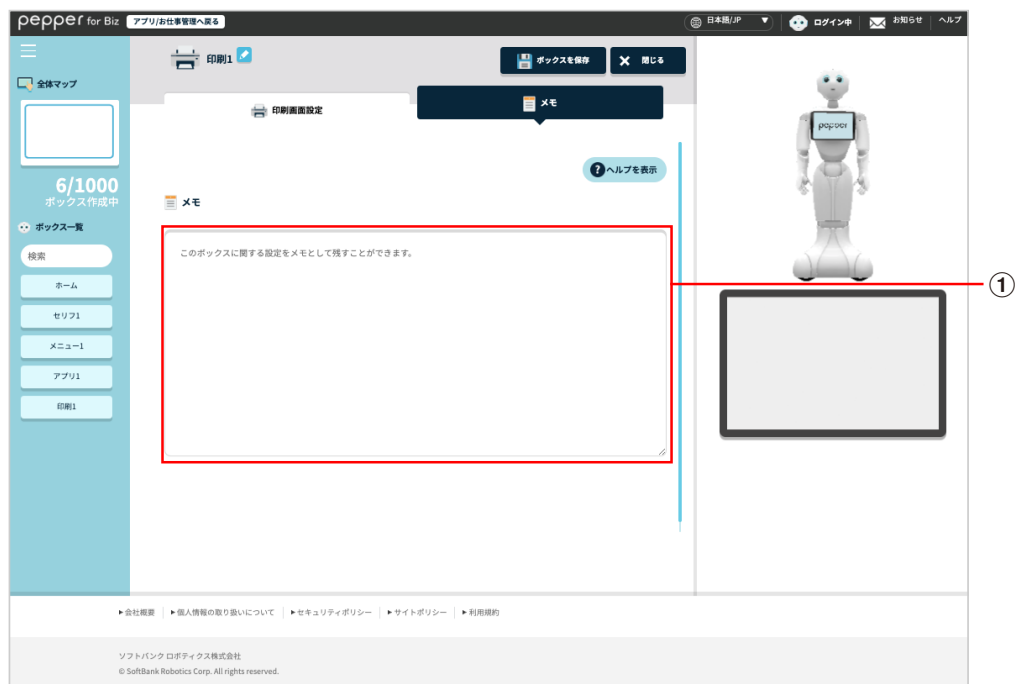 pepper for Biz アプリ/お仕事管理へ戻る 日本語/JP ▼ ログイン中 お知らせ ヘルプ
印刷1 ボックスを保存 閉じる
全体マップ
印刷画面設定 メモ
pepper
6/1000
ボックス作成中
? ヘルプを表示
メモ
ボックス一覧
検索
このボックスに関する設定をメモとして残すことができます。
ホーム
①
セリフ1
メニュー1
アプリ1
印刷1
▶会社概要 ▶個人情報の取り扱いについて ▶セキュリティポリシー ▶サイトポリシー ▶利用規約
ソフトバンク ロボティクス株式会社
© SoftBank Robotics Corp. All rights reserved.